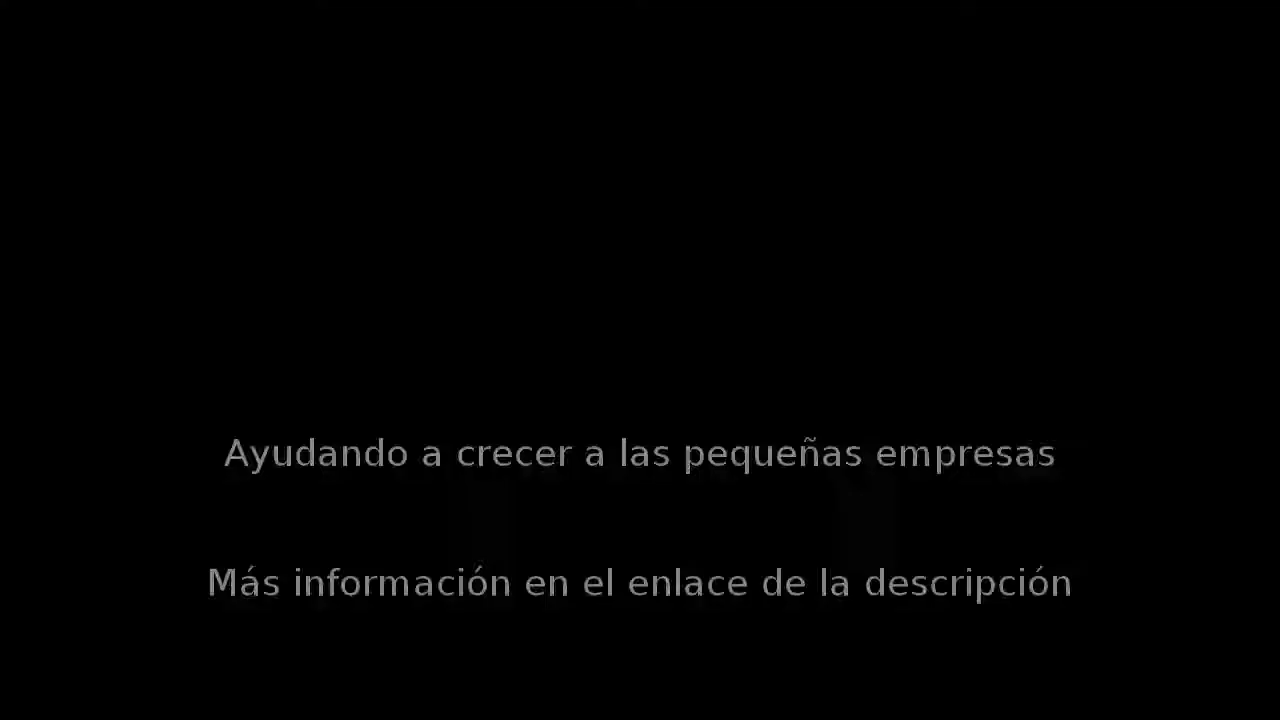 Ayudando a crecer a las pequeñas empresas
Más información en el enlace de la descripción